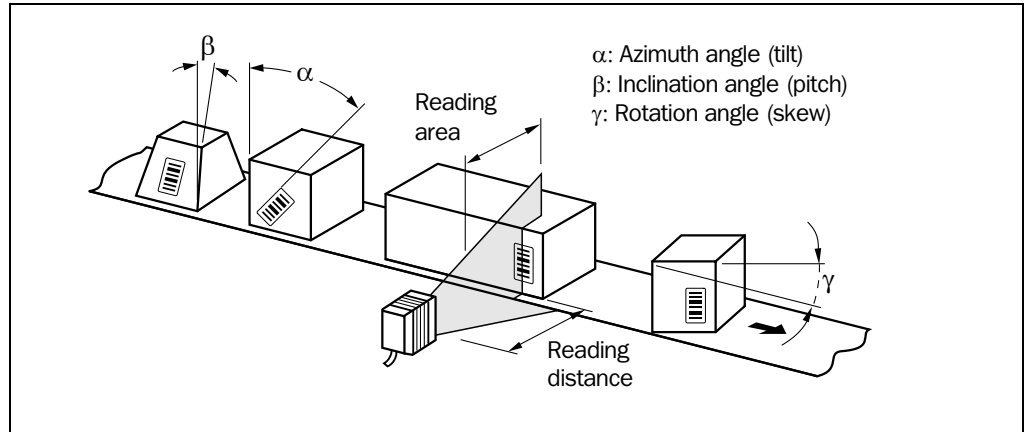 β
α
Reading
area
α: Azimuth angle (tilt)
β: Inclination angle (pitch)
γ: Rotation angle (skew)
γ
Reading
distance